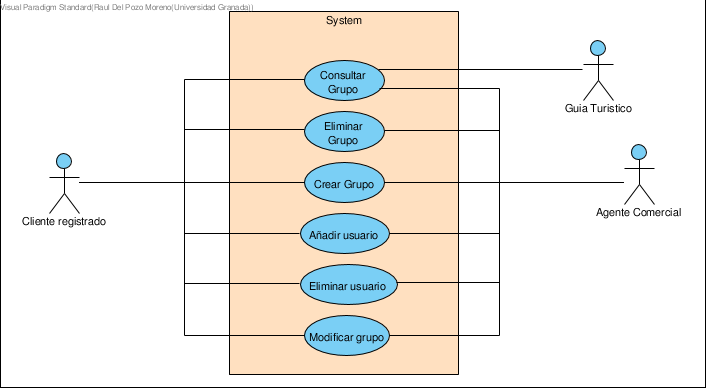 Visual Paradigm Standard(Raul Del Pozo Moreno(Universidad Granada))
System
Consultar
Grupo
Guia Turistico
Eliminar
Grupo
Crear Grupo
Cliente registrado
Agente Comercial
Añadir usuario
Eliminar usuario
Modificar grupo